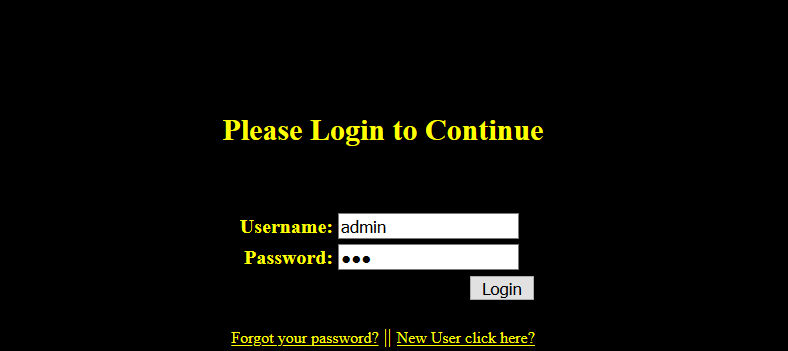 Please Login to Continue
Username: admin
Password: •••
Login
Forgot your password? || New User click here?